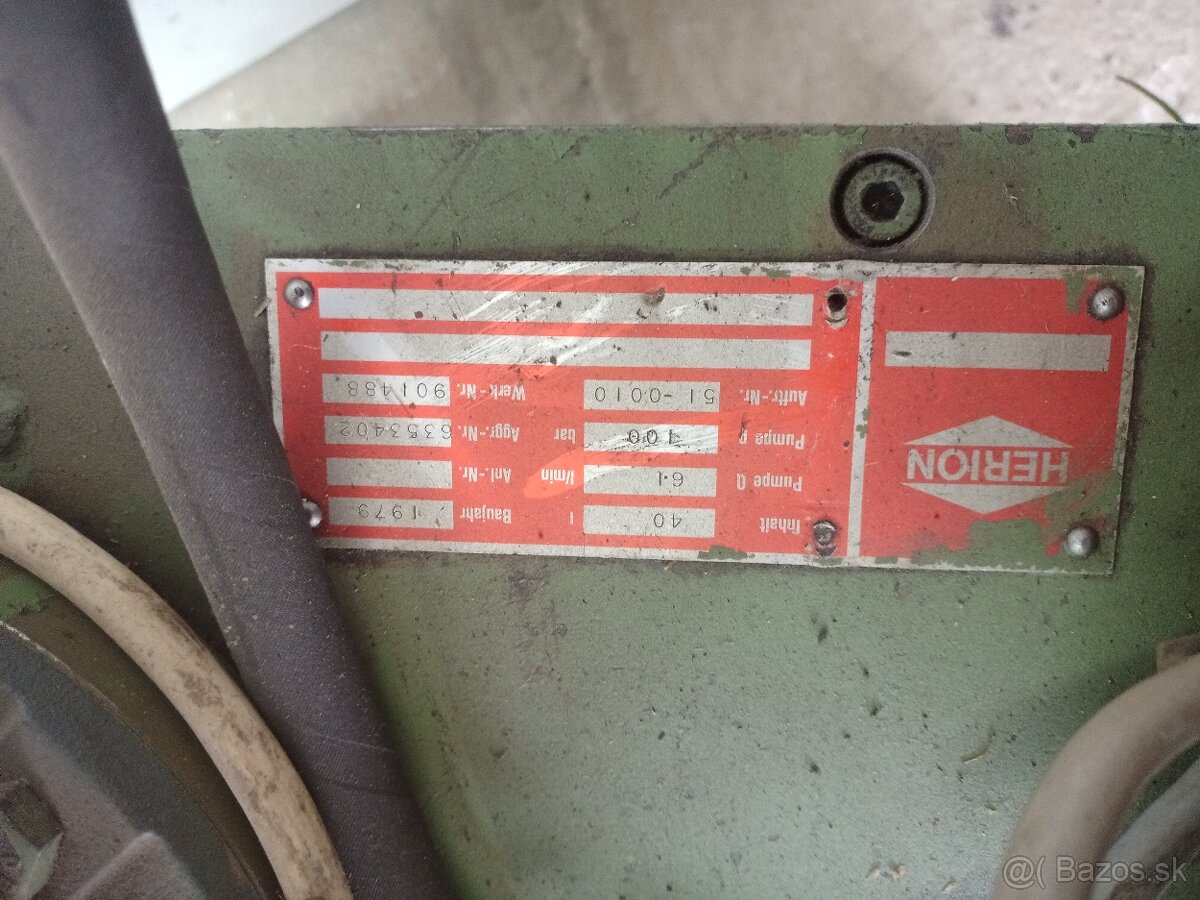 HERION
Inhalt 40 l Baujahr 1979
Pumpe Q 6.1 l/min Anl.-Nr.
Pumpe p 100 bar Aggr.-Nr. 6353402
Auftr.-Nr. 51-0010 Werk-Nr. 901488
@( Bazos.sk